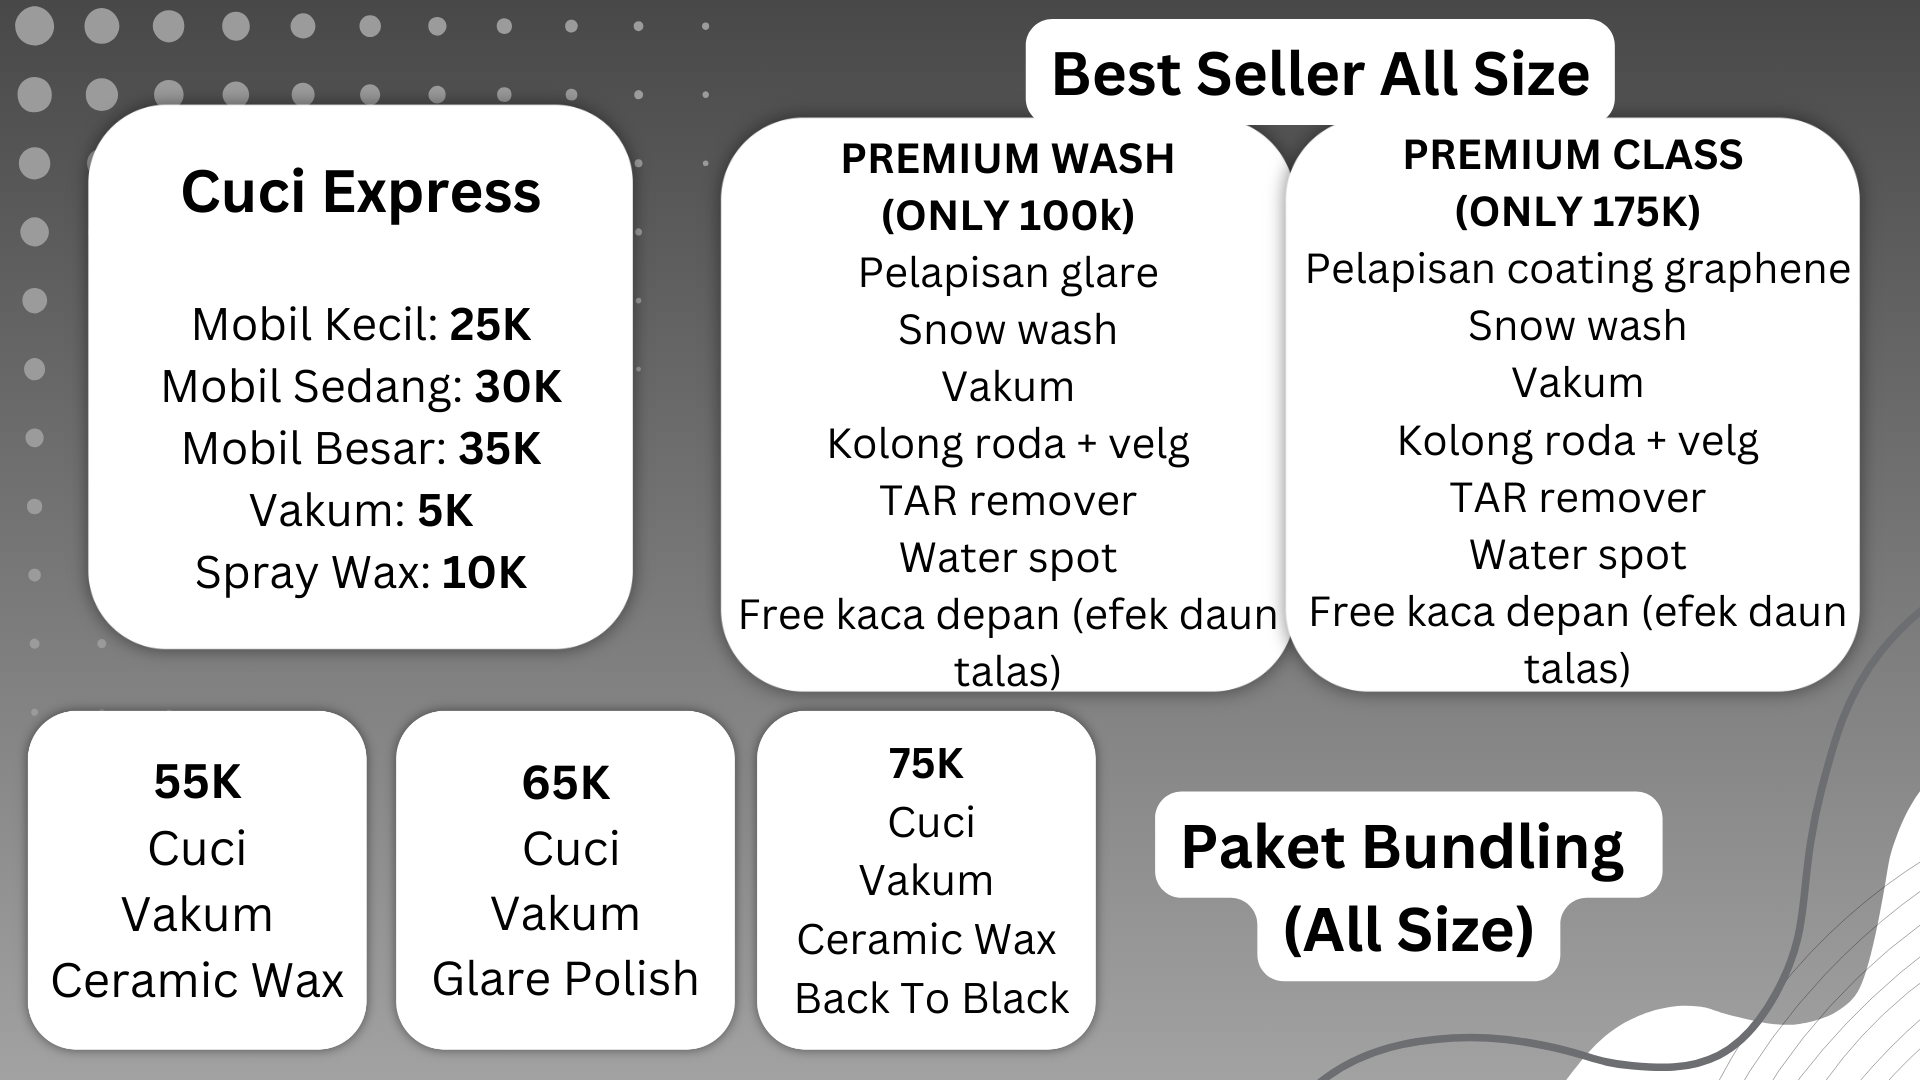 Best Seller All Size
Cuci Express
Mobil Kecil: 25K
Mobil Sedang: 30K
Mobil Besar: 35K
Vakum: 5K
Spray Wax: 10K
PREMIUM WASH
(ONLY 100k)
Pelapisan glare
Snow wash
Vakum
Kolong roda + velg
TAR remover
Water spot
Free kaca depan (efek daun
talas)
PREMIUM CLASS
(ONLY 175K)
Pelapisan coating graphene
Snow wash
Vakum
Kolong roda + velg
TAR remover
Water spot
Free kaca depan (efek daun
talas)
55K
Cuci
Vakum
Ceramic Wax
65K
Cuci
Vakum
Glare Polish
75K
Cuci
Vakum
Ceramic Wax
Back To Black
Paket Bundling
(All Size)